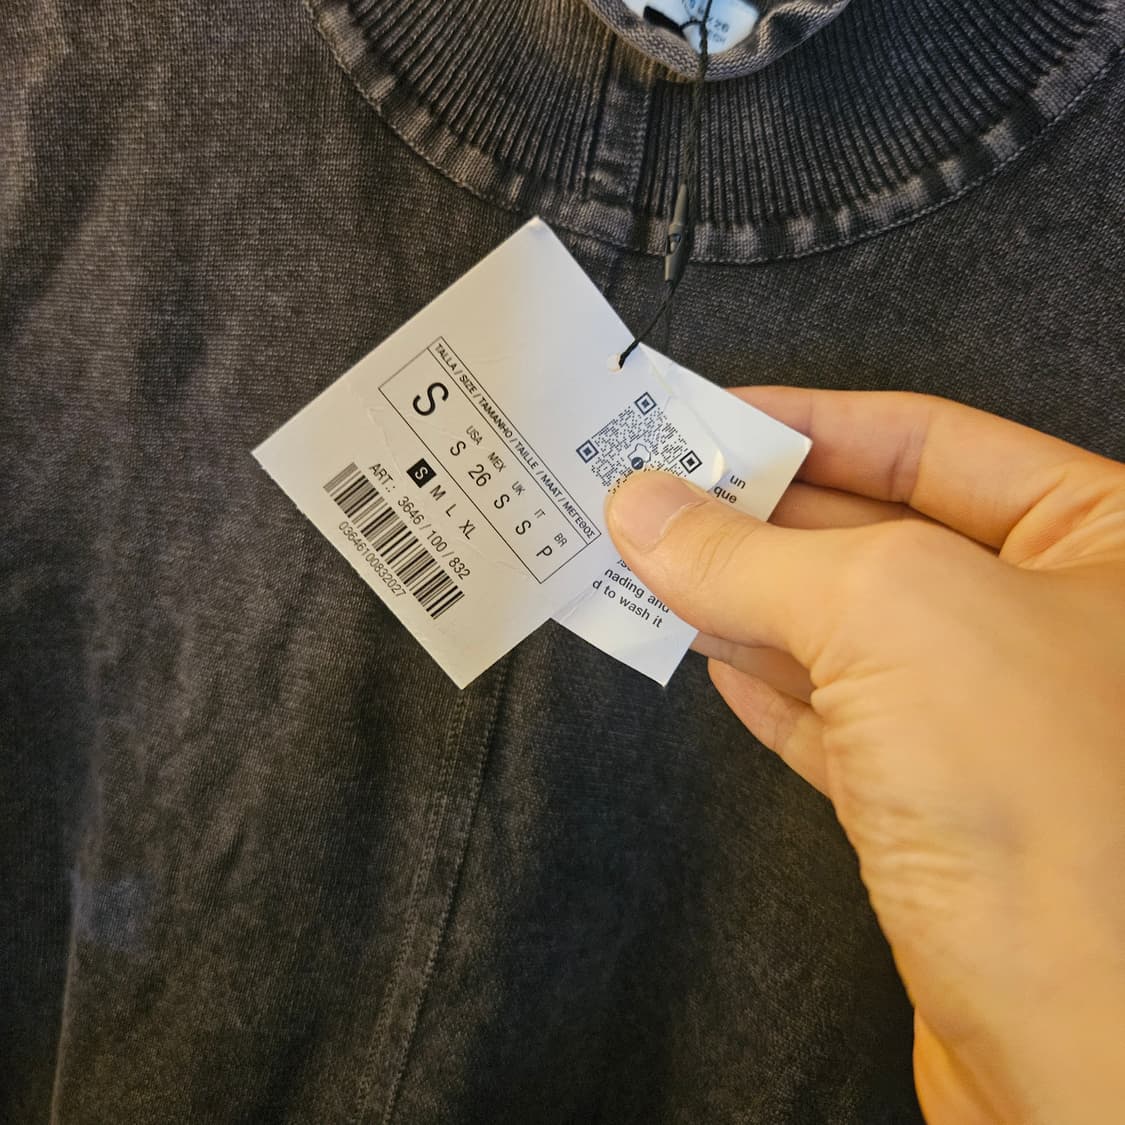 TALLA / SIZE / TAMANHO / TAILLE / MAAT / ΜΕΓΕΘΟΣ
USA MEX UK IT BR
S S 26 S S P
S M L XL
ART.: 3646 / 100 / 832
03646100832027
un
que
nading and
d to wash it